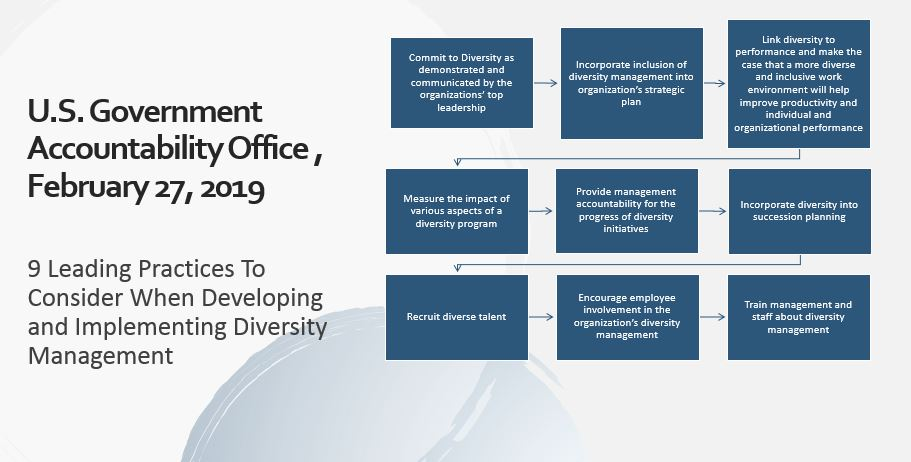 U.S. Government
Accountability Office ,
February 27, 2019
9 Leading Practices To
Consider When Developing
and Implementing Diversity
Management
Commit to Diversity as
demonstrated and
communicated by the
organizations' top
leadership
Incorporate inclusion of
diversity management into
organization's strategic
plan
Link diversity to
performance and make the
case that a more diverse
and inclusive work
environment will help
improve productivity and
individual and
organizational performance
Measure the impact of
various aspects of a
diversity program
Provide management
accountability for the
progress of diversity
initiatives
Incorporate diversity into
succession planning
Recruit diverse talent
Encourage employee
involvement in the
organization's diversity
management
Train management and
staff about diversity
management